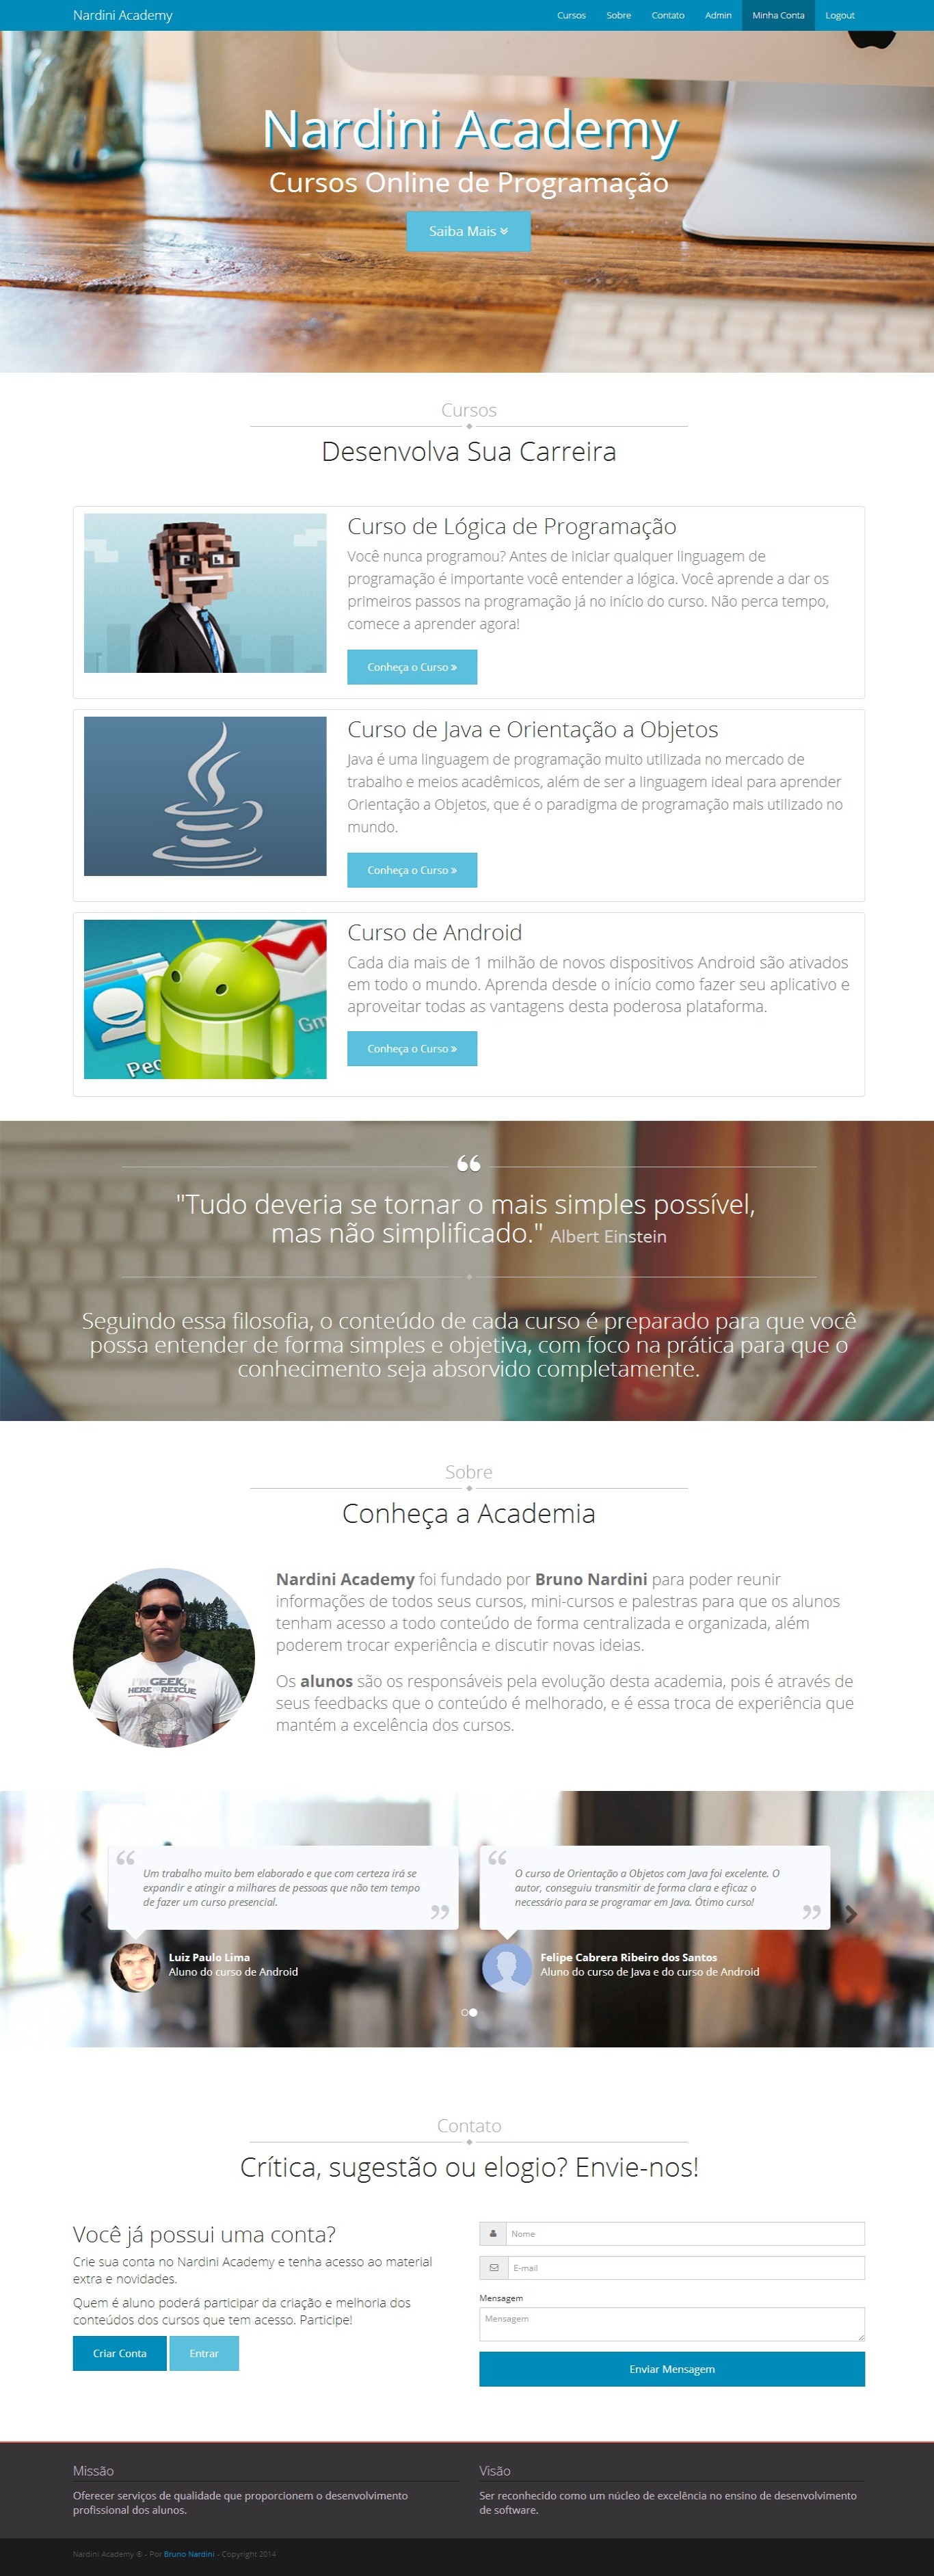 Nardini Academy
Cursos
Sobre
Contato
Admin
Minha Conta
Logout
Nardini Academy
Cursos Online de Programação
Saiba Mais
Cursos
Desenvolva Sua Carreira
Curso de Lógica de Programação
Você nunca programou? Antes de iniciar qualquer linguagem de
programação é importante você entender a lógica. Você aprende a dar os
primeiros passos na programação já no início do curso. Não perca tempo,
comece a aprender agora!
Conheça o Curso »
Curso de Java e Orientação a Objetos
Java é uma linguagem de programação muito utilizada no mercado de
trabalho e meios acadêmicos, além de ser a linguagem ideal para aprender
Orientação a Objetos, que é o paradigma de programação mais utilizado no
mundo.
Conheça o Curso »
Gm
Peo
Curso de Android
Cada dia mais de 1 milhão de novos dispositivos Android são ativados
em todo o mundo. Aprenda desde o início como fazer seu aplicativo e
aproveitar todas as vantagens desta poderosa plataforma.
Conheça o Curso »
"Tudo deveria se tornar o mais simples possível,
mas não simplificado." Albert Einstein
Seguindo essa filosofia, o conteúdo de cada curso é preparado para que você
possa entender de forma simples e objetiva, com foco na prática para que o
conhecimento seja absorvido completamente.
Sobre
Conheça a Academia
I'M GEEK
HERE TO RESCUE
YOU
Nardini Academy foi fundado por Bruno Nardini para poder reunir
informações de todos seus cursos, mini-cursos e palestras para que os alunos
tenham acesso a todo conteúdo de forma centralizada e organizada, além
poderem trocar experiência e discutir novas ideias.
Os alunos são os responsáveis pela evolução desta academia, pois é através de
seus feedbacks que o conteúdo é melhorado, e é essa troca de experiência que
mantém a excelência dos cursos.
Um trabalho muito bem elaborado e que com certeza irá se
expandir e atingir a milhares de pessoas que não tem tempo
de fazer um curso presencial.
Luiz Paulo Lima
Aluno do curso de Android
O curso de Orientação a Objetos com Java foi excelente. O
autor, conseguiu transmitir de forma clara e eficaz o
necessário para se programar em Java. Ótimo curso!
Felipe Cabrera Ribeiro dos Santos
Aluno do curso de Java e do curso de Android
Contato
Crítica, sugestão ou elogio? Envie-nos!
Você já possui uma conta?
Crie sua conta no Nardini Academy e tenha acesso ao material
extra e novidades.
Quem é aluno poderá participar da criação e melhoria dos
conteúdos dos cursos que tem acesso. Participe!
Criar Conta
Entrar
Nome
E-mail
Mensagem
Mensagem
Enviar Mensagem
Missão
Oferecer serviços de qualidade que proporcionem o desenvolvimento
profissional dos alunos.
Visão
Ser reconhecido como um núcleo de excelência no ensino de desenvolvimento
de software.
Nardini Academy ® - Por Bruno Nardini - Copyright 2014